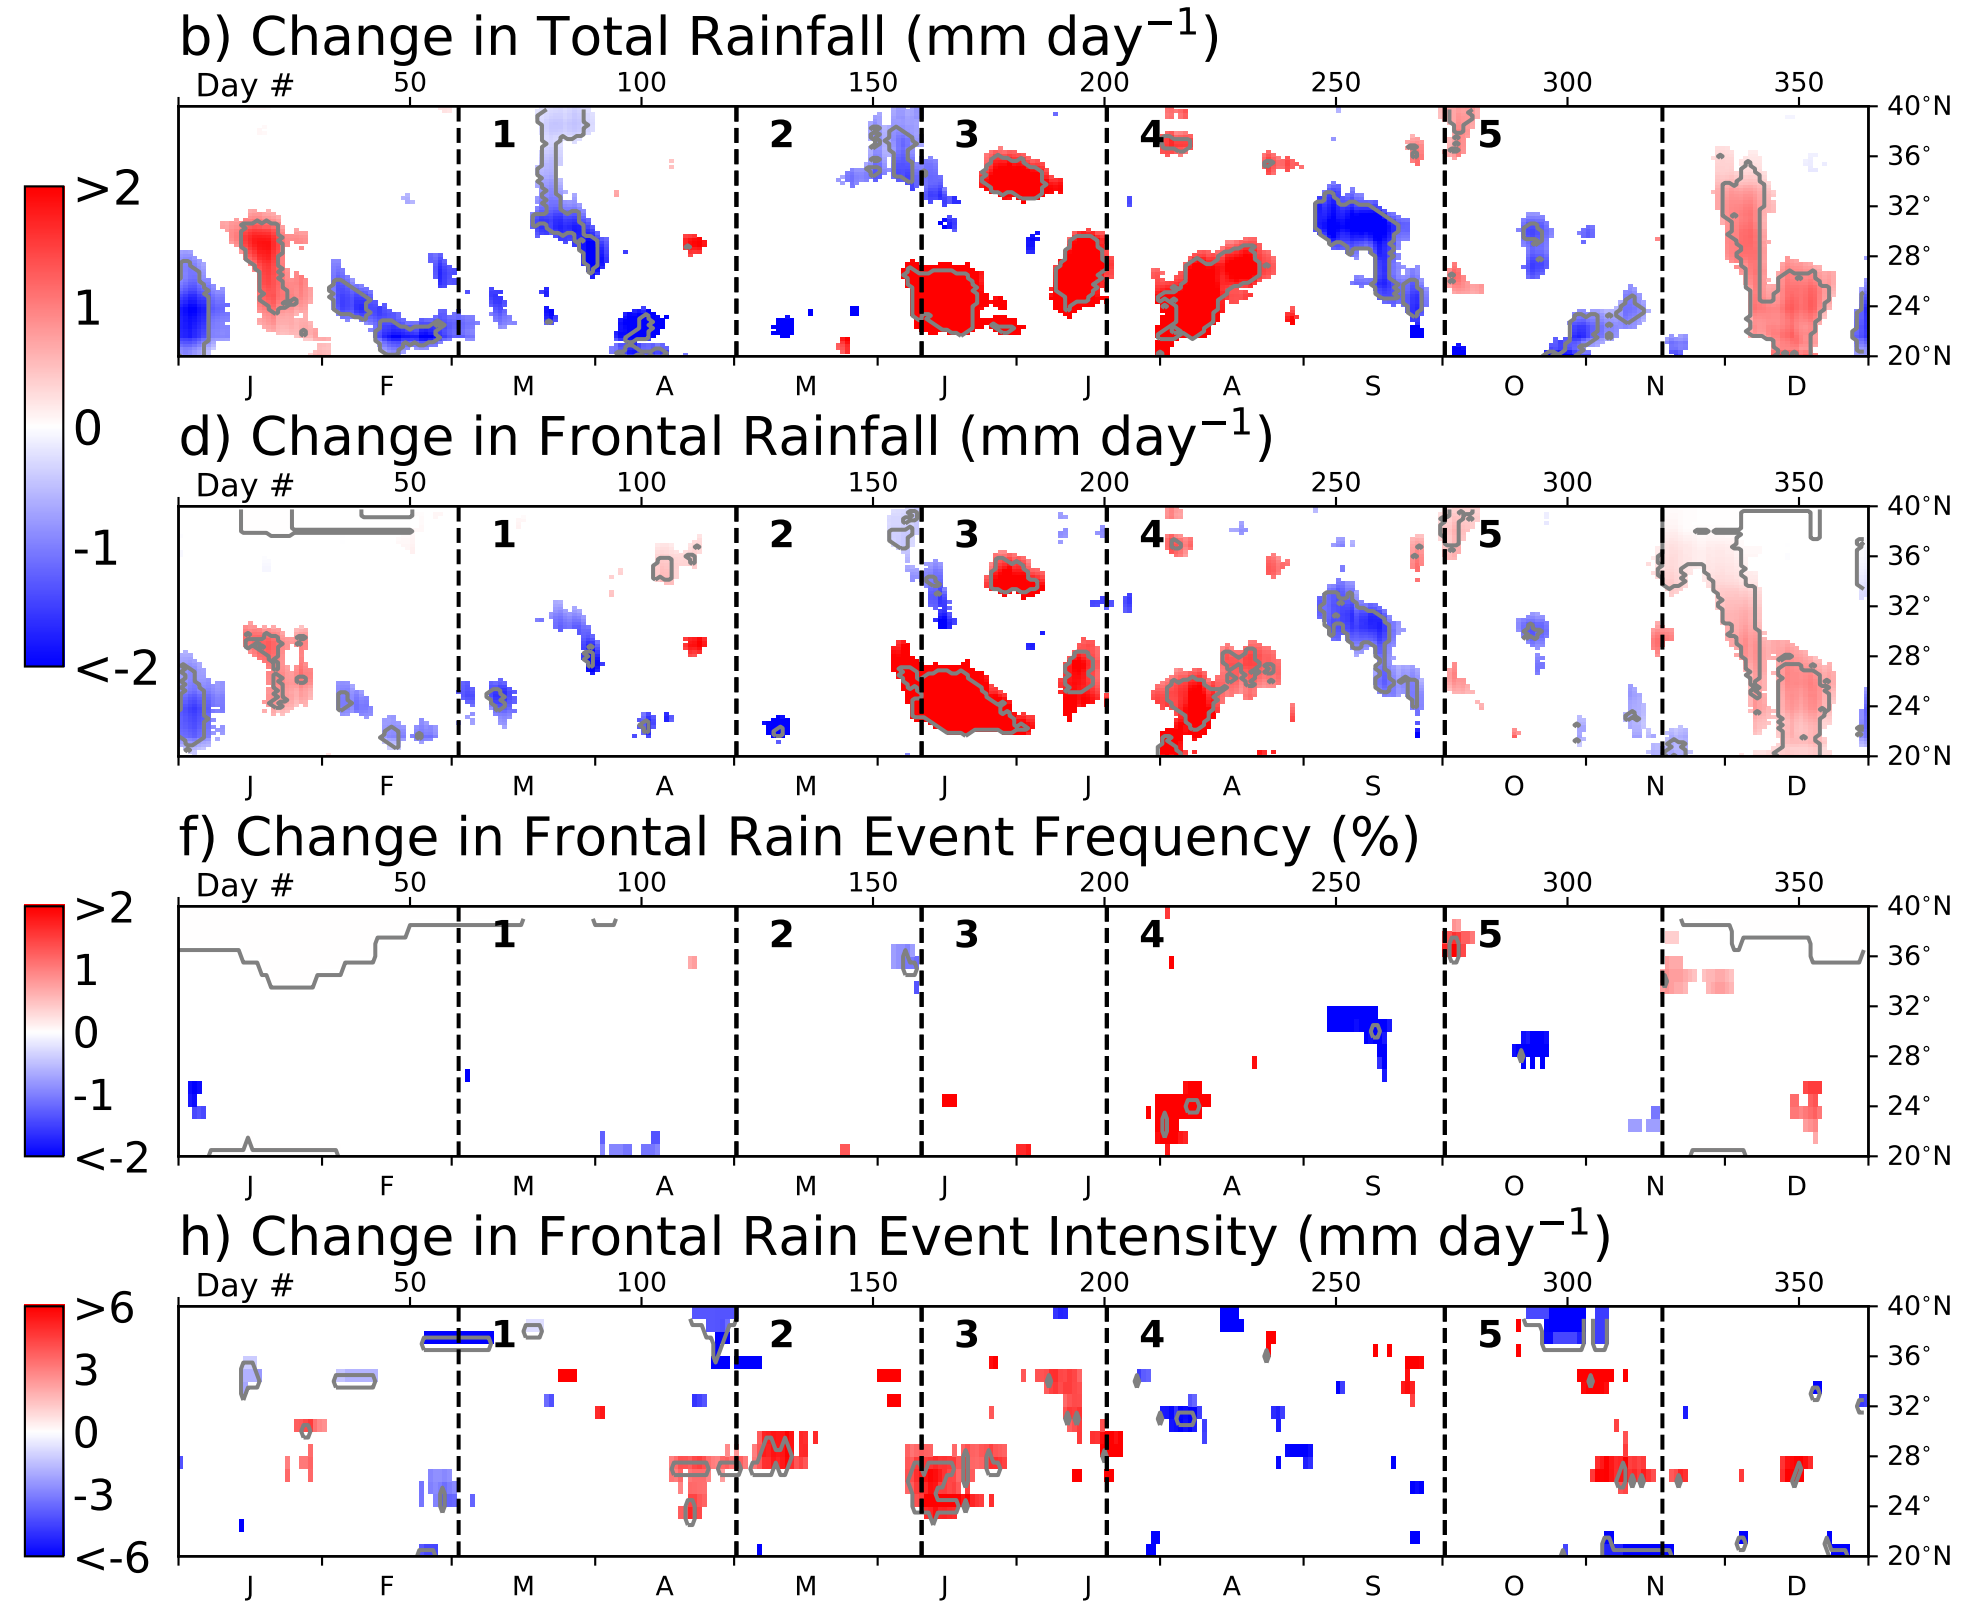 b) Change in Total Rainfall (mm day⁻¹)
Day # 50 100 150 200 250 300 350
>2
1
0
-1
<-2
1 2 3 4 5
40°N
36°
32°
28°
24°
20°N
J F M A M J J A S O N D
d) Change in Frontal Rainfall (mm day⁻¹)
Day # 50 100 150 200 250 300 350
1 2 3 4 5
40°N
36°
32°
28°
24°
20°N
J F M A M J J A S O N D
f) Change in Frontal Rain Event Frequency (%)
Day # 50 100 150 200 250 300 350
>2
1
0
-1
<-2
1 2 3 4 5
40°N
36°
32°
28°
24°
20°N
J F M A M J J A S O N D
h) Change in Frontal Rain Event Intensity (mm day⁻¹)
Day # 50 100 150 200 250 300 350
>6
3
0
-3
<-6
1 2 3 4 5
40°N
36°
32°
28°
24°
20°N
J F M A M J J A S O N D